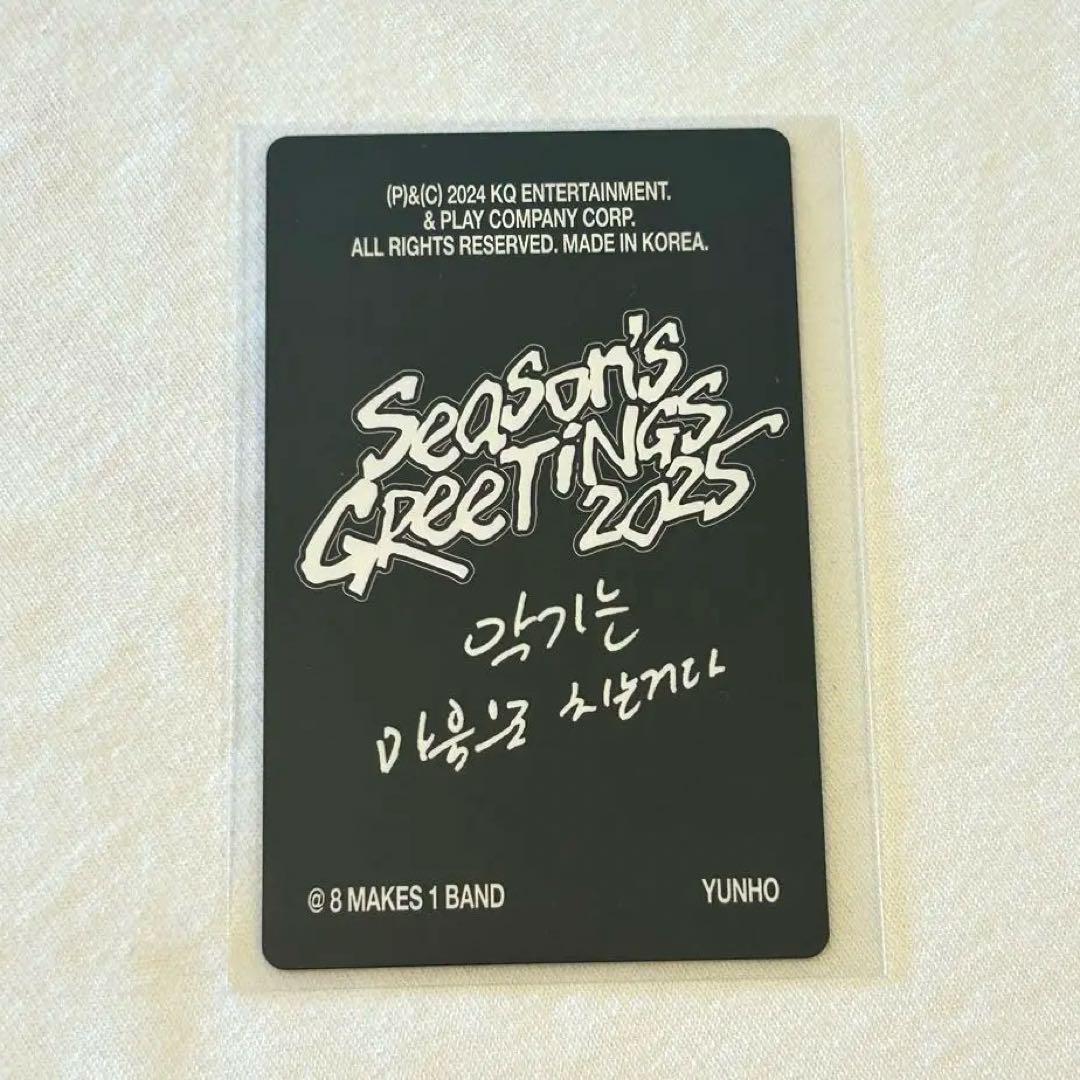 (P)&(C) 2024 KQ ENTERTAINMENT.
& PLAY COMPANY CORP.
ALL RIGHTS RESERVED. MADE IN KOREA.
Season's
GReeTiNGS
2025
악기는
마음으로 치는거다
@ 8 MAKES 1 BAND
YUNHO